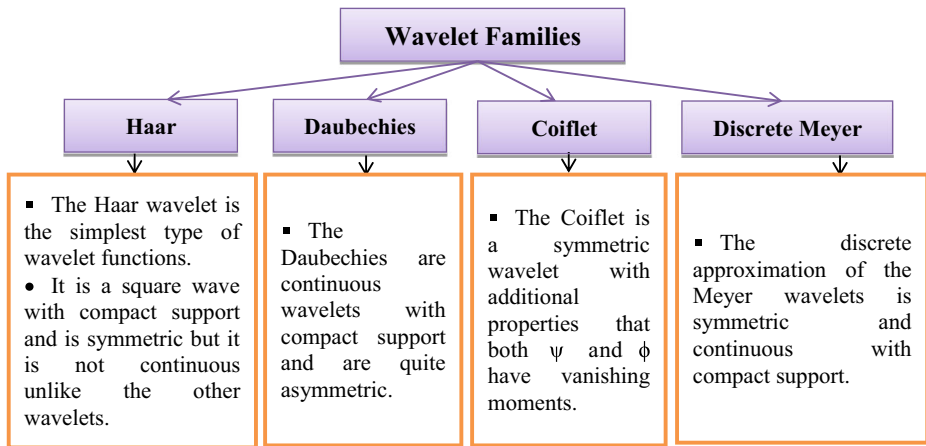 Wavelet Families
Haar
Daubechies
Coiflet
Discrete Meyer
▪ The Haar wavelet is
the simplest type of
wavelet functions.
• It is a square wave
with compact support
and is symmetric but it
is not continuous
unlike the other
wavelets.
▪ The
Daubechies are
continuous
wavelets with
compact support
and are quite
asymmetric.
▪ The Coiflet is
a symmetric
wavelet with
additional
properties that
both ψ and ϕ
have vanishing
moments.
▪ The discrete
approximation of the
Meyer wavelets is
symmetric and
continuous with
compact support.